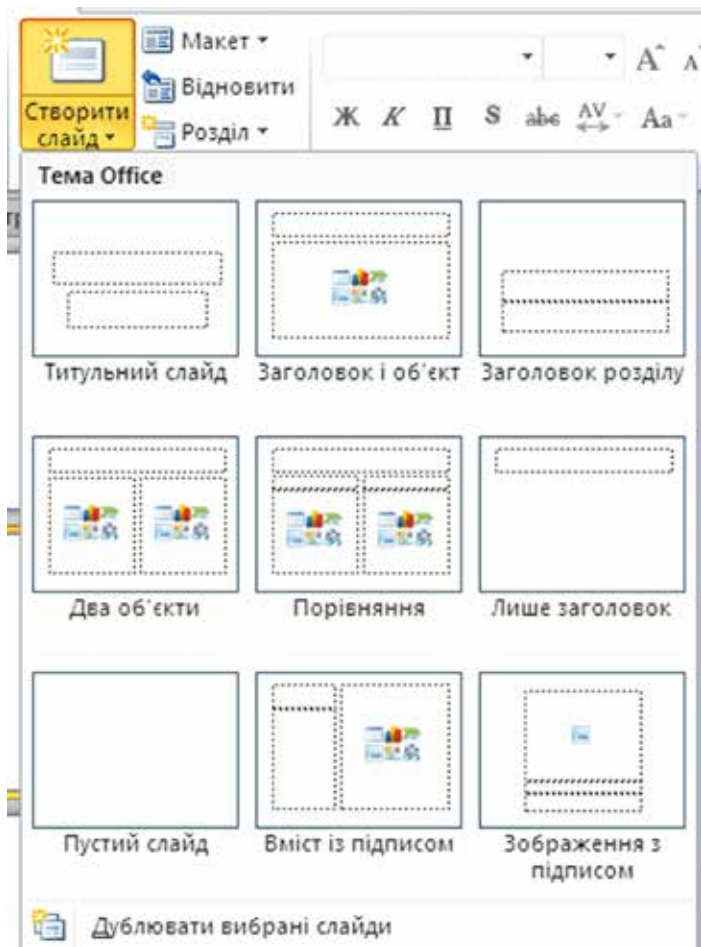 Макет
Відновити
Створити
слайд
Розділ
Ж К П S abc AV Aa
Тема Office
Титульний слайд
Заголовок і об'єкт
Заголовок розділу
Два об'єкти
Порівняння
Лише заголовок
Пустий слайд
Вміст із підписом
Зображення з
підписом
Дублювати вибрані слайди